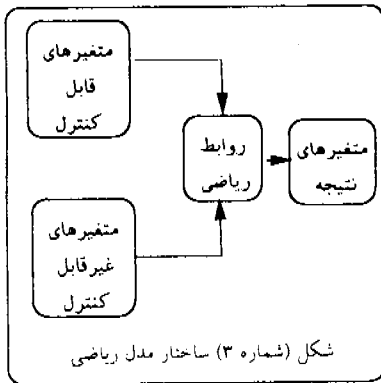 متغیرهای
قابل
کنترل
روابط
ریاضی
متغیرهای
نتیجه
متغیرهای
غیرقابل
کنترل
شکل (شماره ۳) ساختار مدل ریاضی